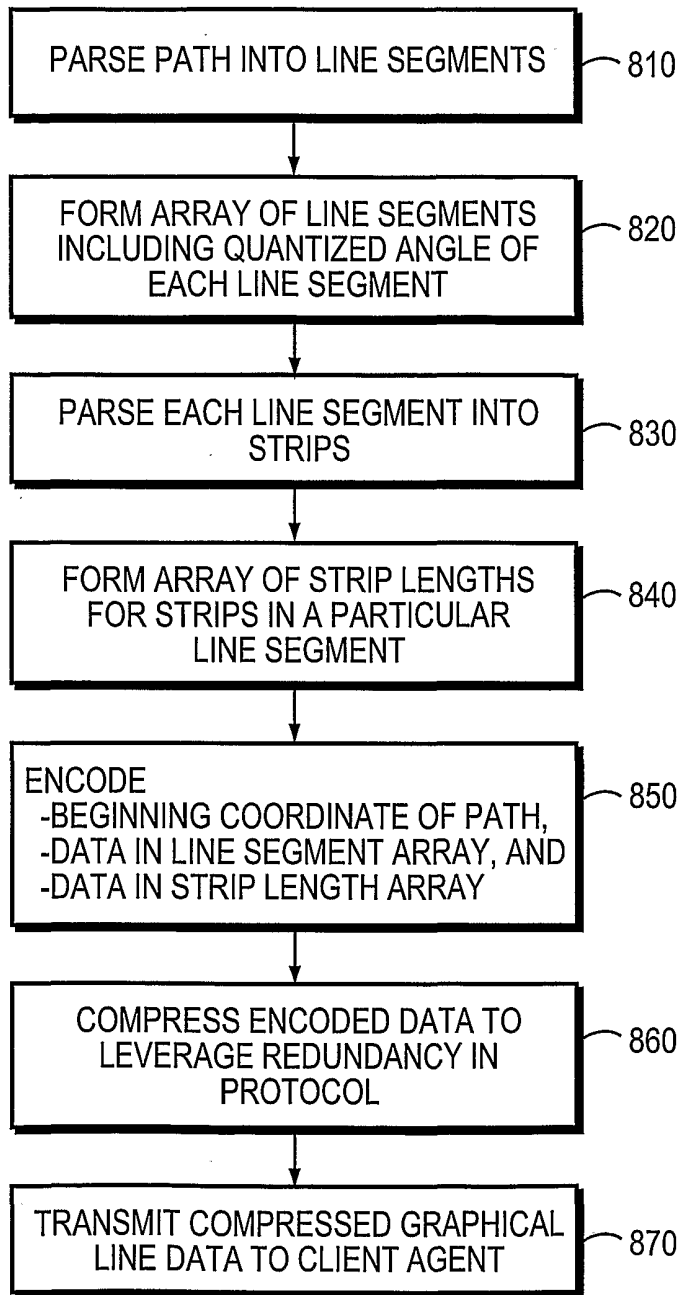 PARSE PATH INTO LINE SEGMENTS
810
FORM ARRAY OF LINE SEGMENTS
INCLUDING QUANTIZED ANGLE OF
EACH LINE SEGMENT
820
PARSE EACH LINE SEGMENT INTO
STRIPS
830
FORM ARRAY OF STRIP LENGTHS
FOR STRIPS IN A PARTICULAR
LINE SEGMENT
840
ENCODE
-BEGINNING COORDINATE OF PATH,
-DATA IN LINE SEGMENT ARRAY, AND
-DATA IN STRIP LENGTH ARRAY
850
COMPRESS ENCODED DATA TO
LEVERAGE REDUNDANCY IN
PROTOCOL
860
TRANSMIT COMPRESSED GRAPHICAL
LINE DATA TO CLIENT AGENT
870